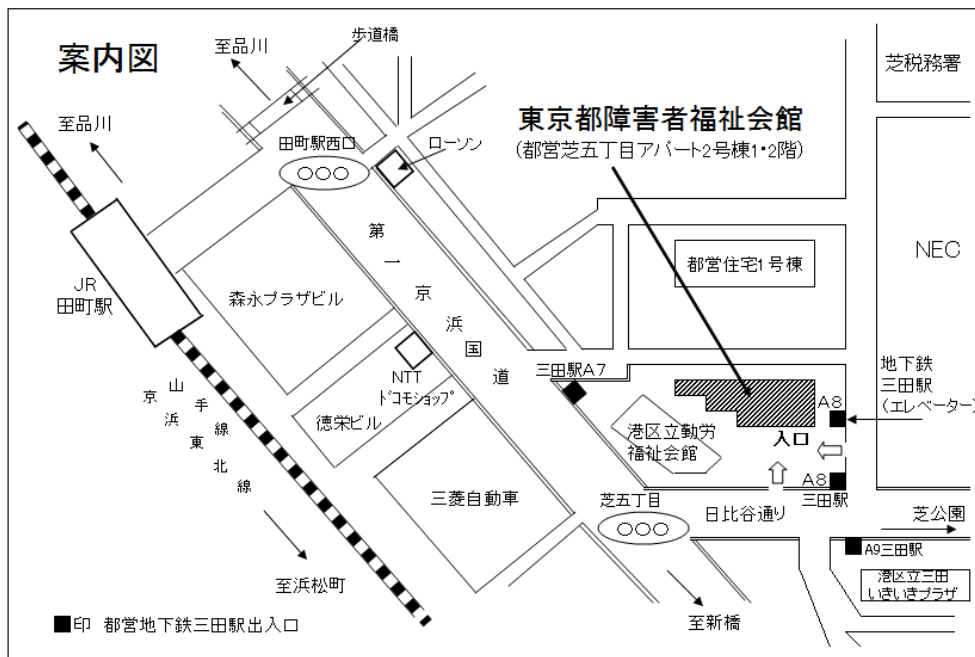 案内図
至品川
歩道橋
至品川
田町駅西口
ローソン
東京都障害者福祉会館
(都営芝五丁目アパート2号棟1・2階)
芝税務署
NEC
都営住宅1号棟
JR
田町駅
森永プラザビル
第一京浜国道
NTT
ドコモショップ
徳栄ビル
三田駅A7
地下鉄
三田駅
(エレベーター)
A8
入口
港区立勤労
福祉会館
A8
三田駅
山手線
京浜東北線
三菱自動車
芝五丁目
日比谷通り
芝公園
A9三田駅
港区立三田
いきいきプラザ
至浜松町
至新橋
■印 都営地下鉄三田駅出入口